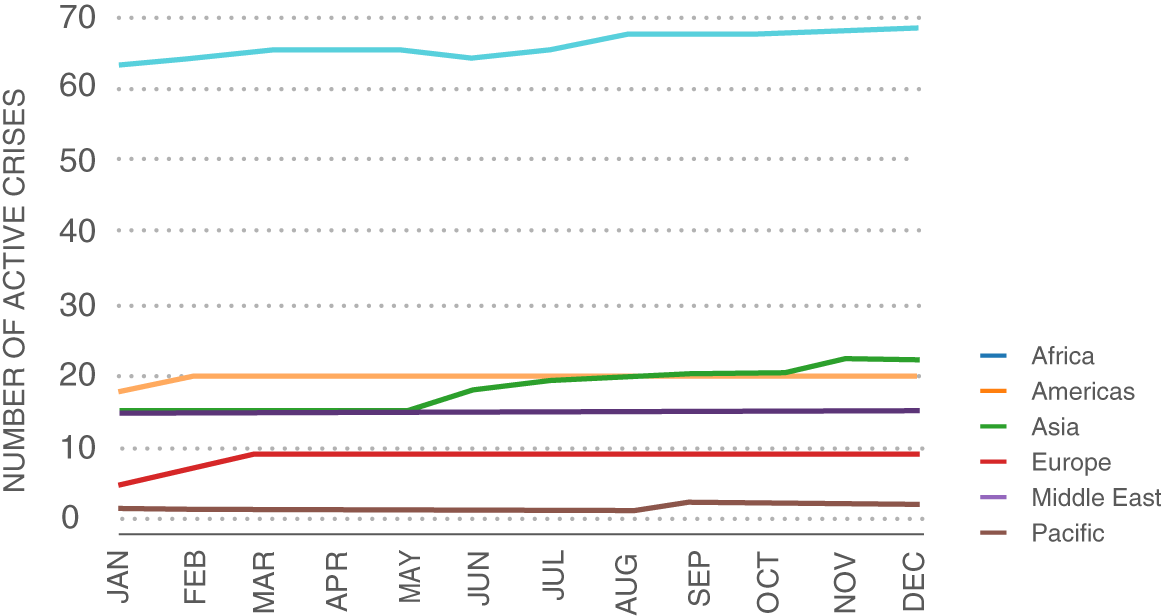 NUMBER OF ACTIVE CRISES
70
60
50
40
30
20
10
0
JAN
FEB
MAR
APR
MAY
JUN
JUL
AUG
SEP
OCT
NOV
DEC
Africa
Americas
Asia
Europe
Middle East
Pacific